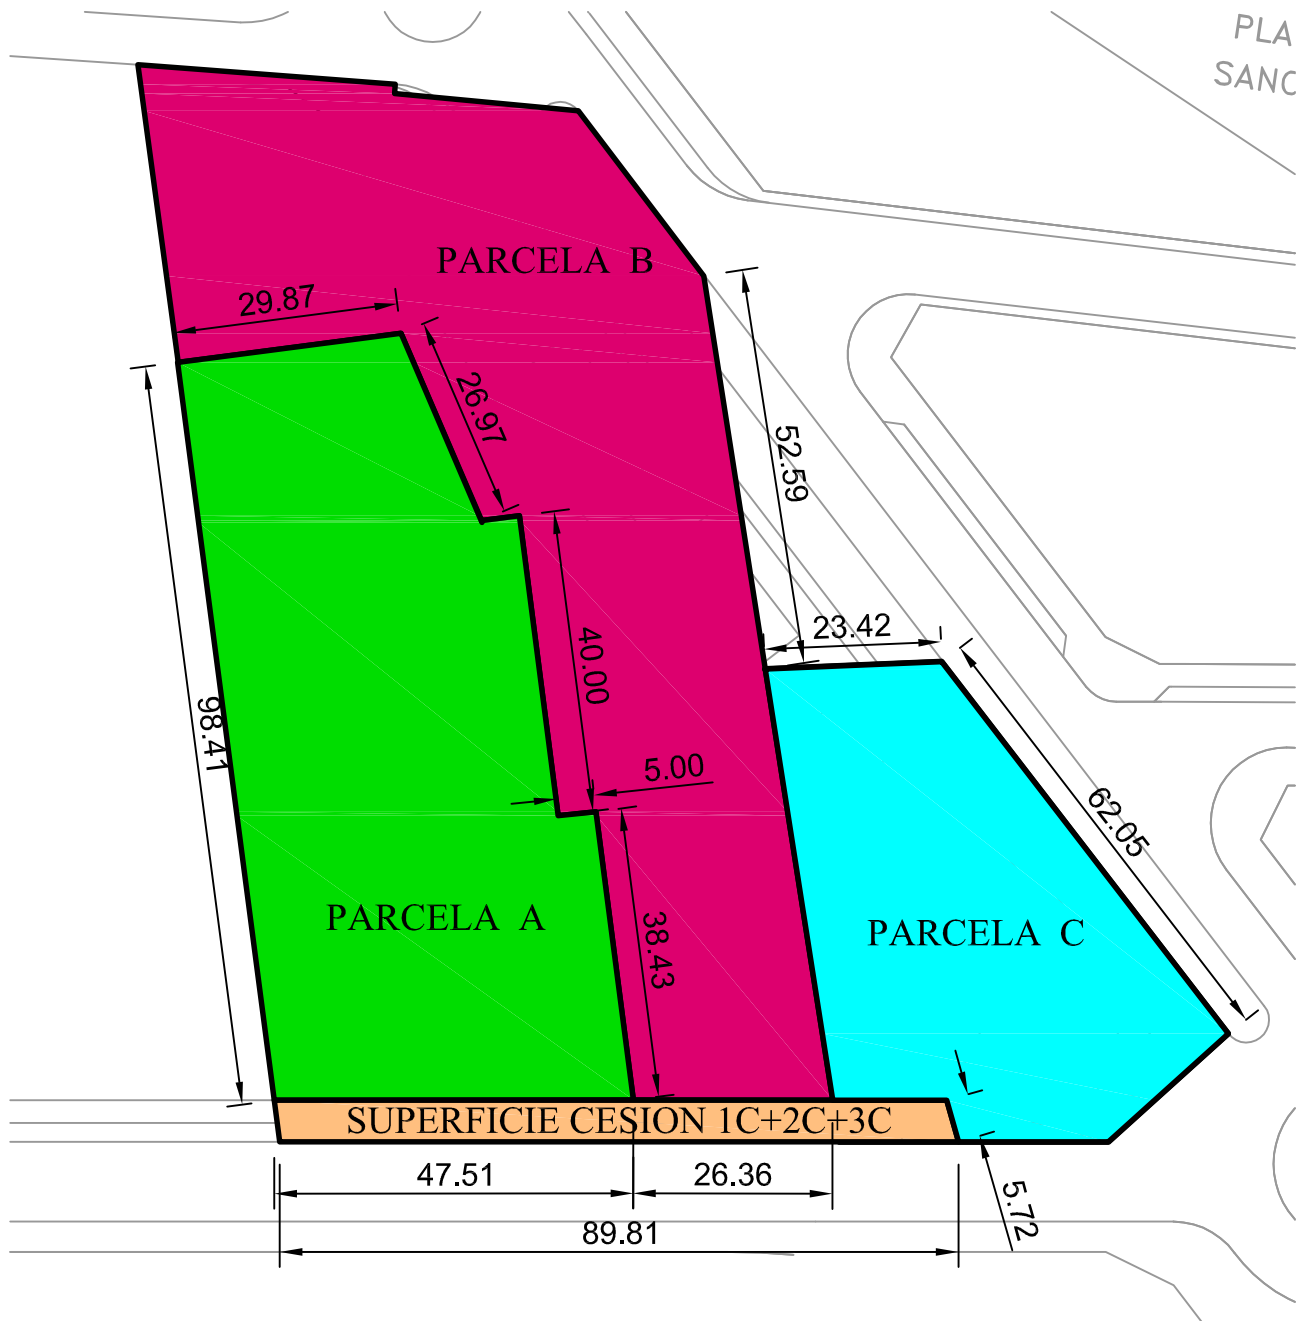 PLA
SANC
PARCELA B
29.87
26.97
52.59
23.42
40.00
98.41
5.00
62.05
PARCELA A
38.43
PARCELA C
SUPERFICIE CESION 1C+2C+3C
47.51
26.36
5.72
89.81